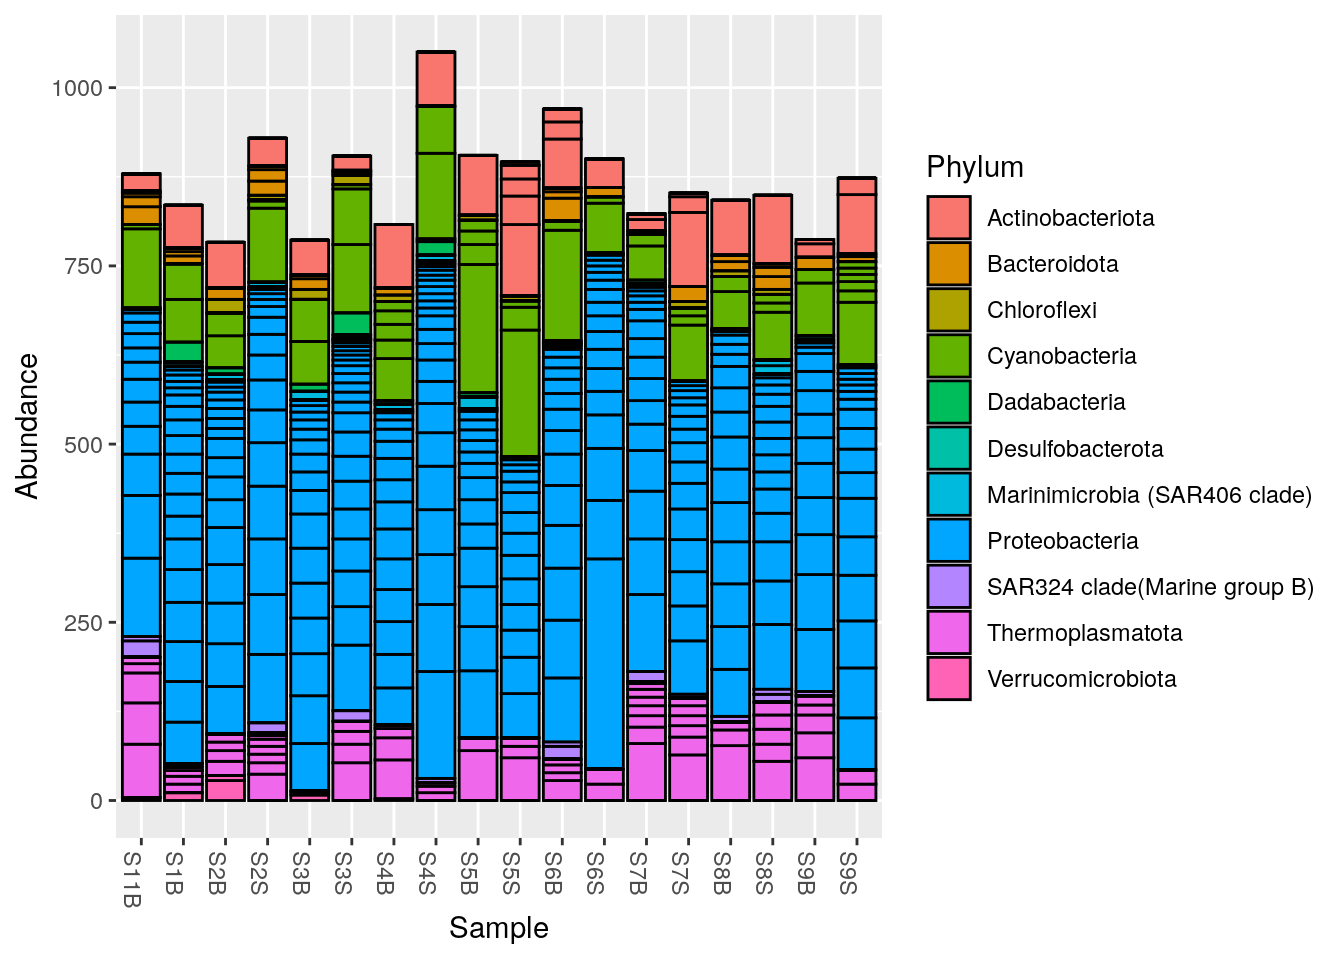 1000
750
500
250
0
Abundance
S11B S1B S2B S2S S3B S3S S4B S4S S5B S5S S6B S6S S7B S7S S8B S8S S9B S9S
Sample
Phylum
Actinobacteriota
Bacteroidota
Chloroflexi
Cyanobacteria
Dadabacteria
Desulfobacterota
Marinimicrobia (SAR406 clade)
Proteobacteria
SAR324 clade(Marine group B)
Thermoplasmatota
Verrucomicrobiota